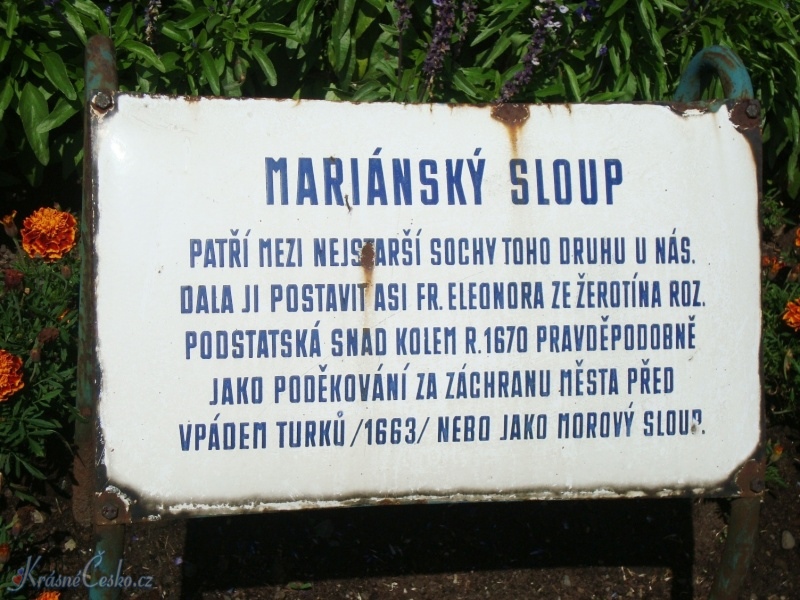 MARIÁNSKÝ SLOUP
PATŘÍ MEZI NEJSTARŠÍ SOCHY TOHO DRUHU U NÁS.
DALA JI POSTAVIT ASI FR. ELEONORA ZE ŽEROTÍNA ROZ.
PODSTATSKÁ SNAD KOLEM R. 1670 PRAVDĚPODOBNĚ
JAKO PODĚKOVÁNÍ ZA ZÁCHRANU MĚSTA PŘED
VPÁDEM TURKŮ /1663/ NEBO JAKO MOROVÝ SLOUP.
KrásnéČesko.cz